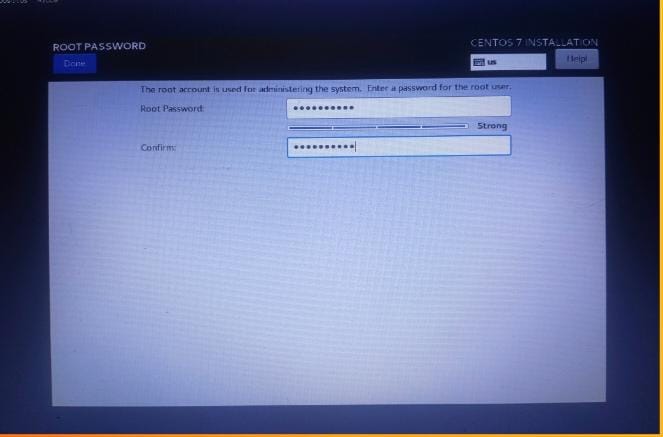 ROOT PASSWORD
CENTOS 7 INSTALLATION
Done
us
Help!
The root account is used for administering the system. Enter a password for the root user.
Root Password:
••••••••••
Strong
Confirm:
••••••••••